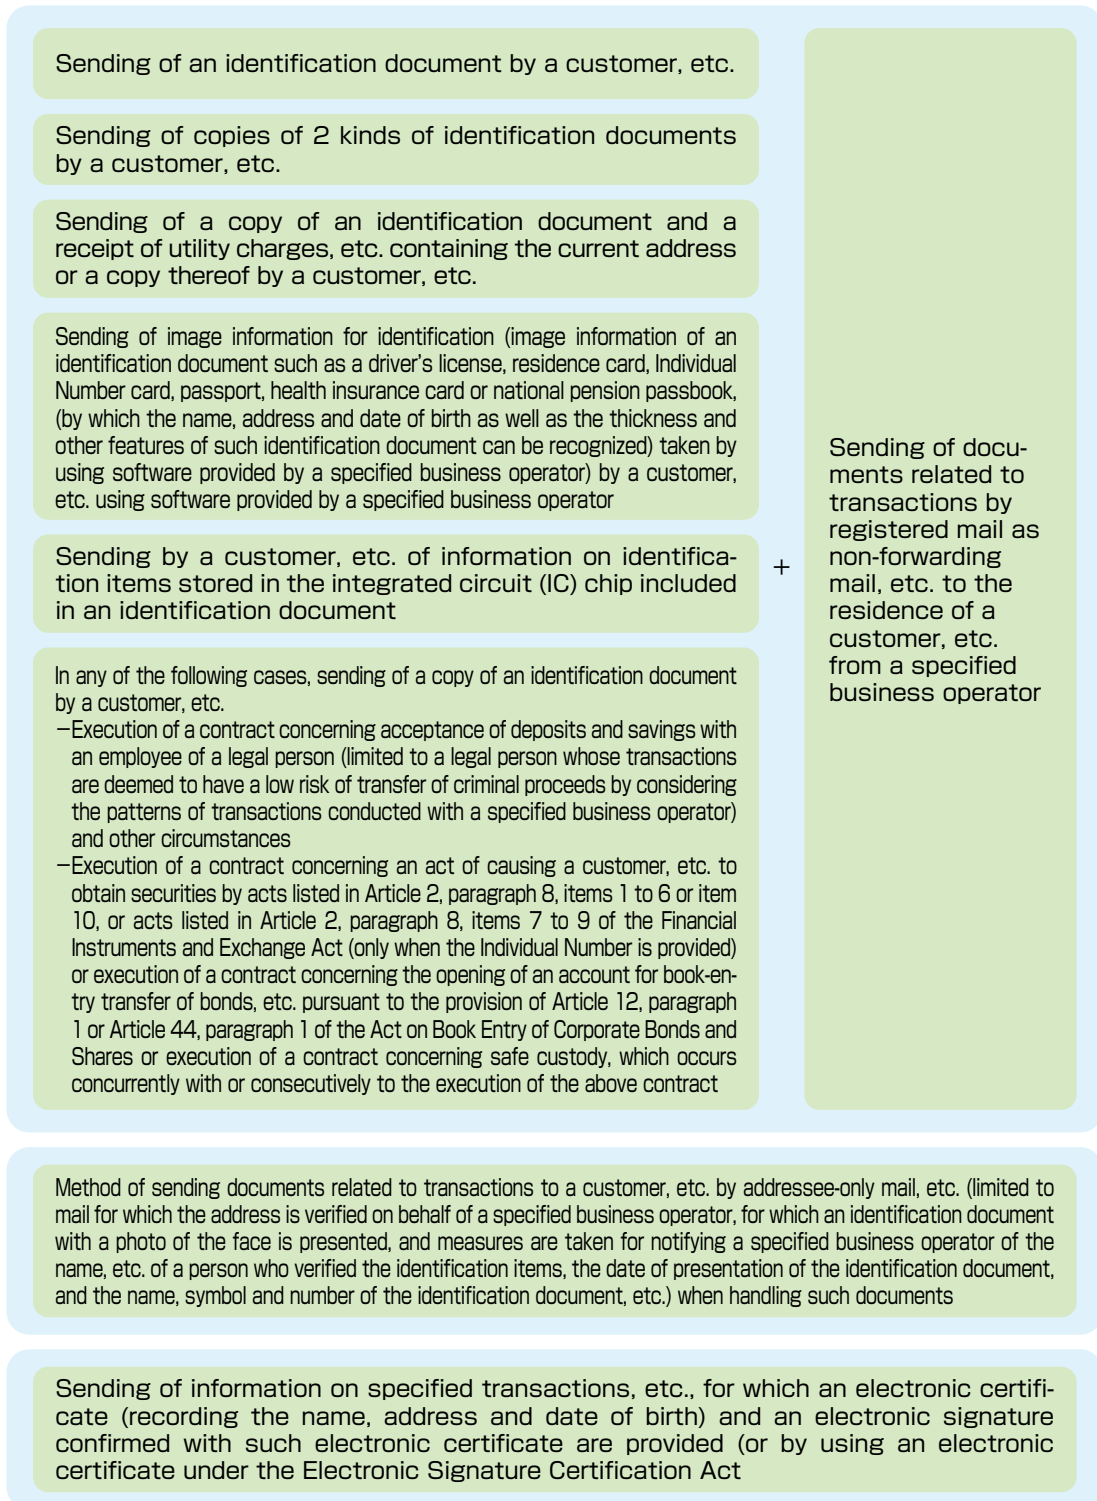 Sending of an identification document by a customer, etc.
Sending of copies of 2 kinds of identification documents
by a customer, etc.
Sending of a copy of an identification document and a
receipt of utility charges, etc. containing the current address
or a copy thereof by a customer, etc.
Sending of image information for identification (image information of an
identification document such as a driver's license, residence card, Individual
Number card, passport, health insurance card or national pension passbook,
(by which the name, address and date of birth as well as the thickness and
other features of such identification document can be recognized) taken by
using software provided by a specified business operator) by a customer,
etc. using software provided by a specified business operator
Sending by a customer, etc. of information on identifica-
tion items stored in the integrated circuit (IC) chip included
in an identification document
In any of the following cases, sending of a copy of an identification document
by a customer, etc.
−Execution of a contract concerning acceptance of deposits and savings with
an employee of a legal person (limited to a legal person whose transactions
are deemed to have a low risk of transfer of criminal proceeds by considering
the patterns of transactions conducted with a specified business operator)
and other circumstances
−Execution of a contract concerning an act of causing a customer, etc. to
obtain securities by acts listed in Article 2, paragraph 8, items 1 to 6 or item
10, or acts listed in Article 2, paragraph 8, items 7 to 9 of the Financial
Instruments and Exchange Act (only when the Individual Number is provided)
or execution of a contract concerning the opening of an account for book-en-
try transfer of bonds, etc. pursuant to the provision of Article 12, paragraph
1 or Article 44, paragraph 1 of the Act on Book Entry of Corporate Bonds and
Shares or execution of a contract concerning safe custody, which occurs
concurrently with or consecutively to the execution of the above contract
+
Sending of docu-
ments related to
transactions by
registered mail as
non-forwarding
mail, etc. to the
residence of a
customer, etc.
from a specified
business operator
Method of sending documents related to transactions to a customer, etc. by addressee-only mail, etc. (limited to
mail for which the address is verified on behalf of a specified business operator, for which an identification document
with a photo of the face is presented, and measures are taken for notifying a specified business operator of the
name, etc. of a person who verified the identification items, the date of presentation of the identification document,
and the name, symbol and number of the identification document, etc.) when handling such documents
Sending of information on specified transactions, etc., for which an electronic certifi-
cate (recording the name, address and date of birth) and an electronic signature
confirmed with such electronic certificate are provided (or by using an electronic
certificate under the Electronic Signature Certification Act